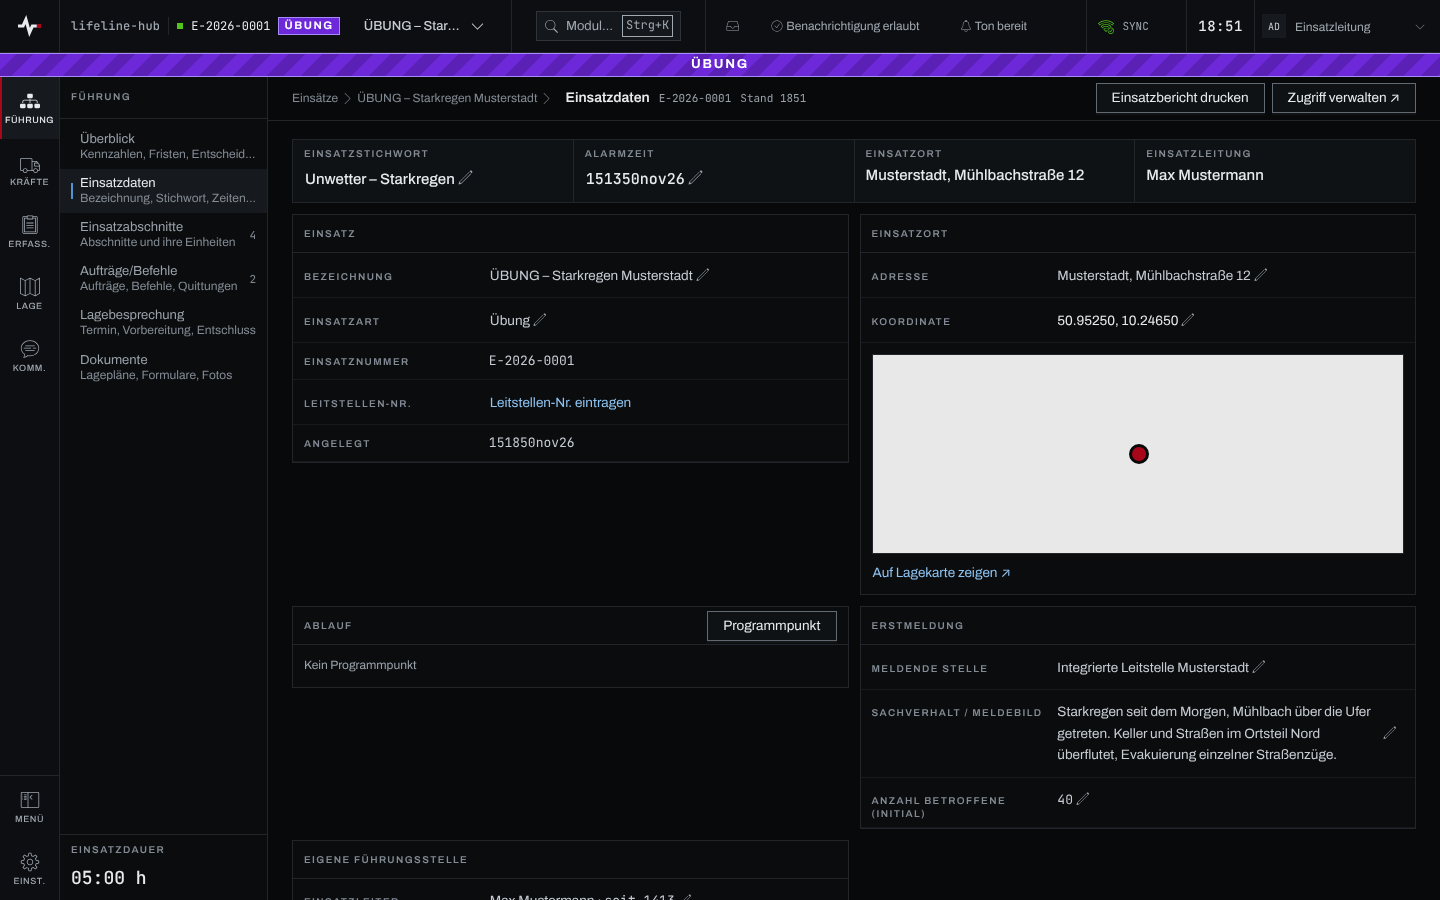 lifeline-hub
E-2026-0001 ÜBUNG
ÜBUNG – Star...
Modul... Strg+K
Benachrichtigung erlaubt
Ton bereit
SYNC
18:51
AD Einsatzleitung
ÜBUNG
FÜHRUNG
KRÄFTE
ERFASS.
LAGE
KOMM.
MENÜ
EINST.
FÜHRUNG
Überblick
Kennzahlen, Fristen, Entscheid...
Einsatzdaten
Bezeichnung, Stichwort, Zeiten...
Einsatzabschnitte
Abschnitte und ihre Einheiten 4
Aufträge/Befehle
Aufträge, Befehle, Quittungen 2
Lagebesprechung
Termin, Vorbereitung, Entschluss
Dokumente
Lagepläne, Formulare, Fotos
EINSATZDAUER
05:00 h
Einsätze > ÜBUNG – Starkregen Musterstadt > Einsatzdaten E-2026-0001 Stand 1851
Einsatzbericht drucken
Zugriff verwalten ↗
EINSATZSTICHWORT
Unwetter – Starkregen
ALARMZEIT
151350nov26
EINSATZORT
Musterstadt, Mühlbachstraße 12
EINSATZLEITUNG
Max Mustermann
EINSATZ
BEZEICHNUNG ÜBUNG – Starkregen Musterstadt
EINSATZART Übung
EINSATZNUMMER E-2026-0001
LEITSTELLEN-NR. Leitstellen-Nr. eintragen
ANGELEGT 151850nov26
EINSATZORT
ADRESSE Musterstadt, Mühlbachstraße 12
KOORDINATE 50.95250, 10.24650
Auf Lagekarte zeigen ↗
ABLAUF
Programmpunkt
Kein Programmpunkt
ERSTMELDUNG
MELDENDE STELLE Integrierte Leitstelle Musterstadt
SACHVERHALT / MELDEBILD Starkregen seit dem Morgen, Mühlbach über die Ufer
getreten. Keller und Straßen im Ortsteil Nord
überflutet, Evakuierung einzelner Straßenzüge.
ANZAHL BETROFFENE 40
(INITIAL)
EIGENE FÜHRUNGSSTELLE
EINSATZLEITER Max Mustermann · seit 1413